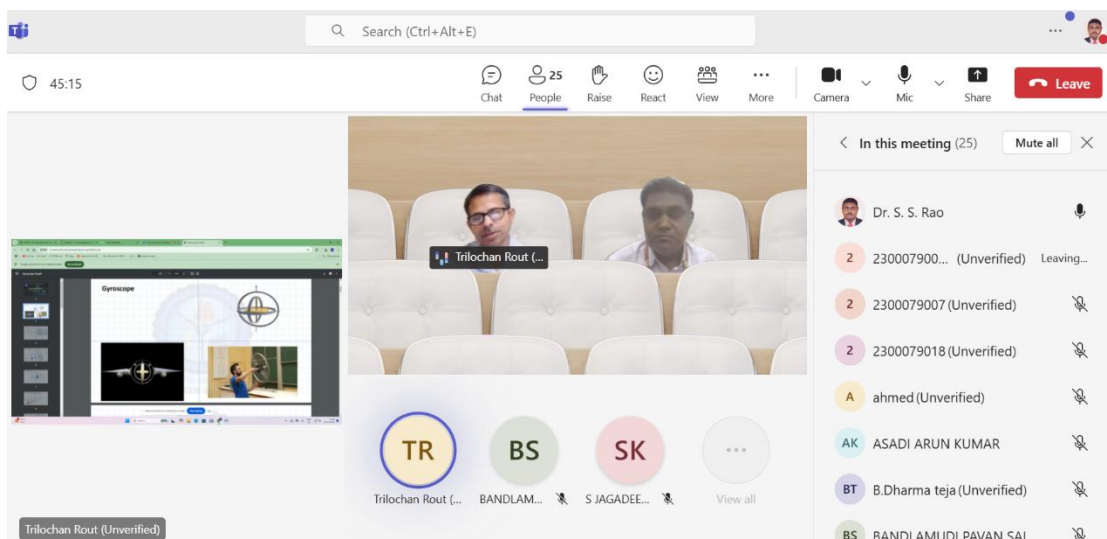 Search (Ctrl+Alt+E)
45:15
Chat
25
People
Raise
React
View
More
Camera
Mic
Share
Leave
Gyroscope
Trilochan Rout (...
Trilochan Rout (Unverified)
TR
Trilochan Rout (...
BS
BANDLAM...
SK
S JAGADEE...
View all
In this meeting (25)
Mute all
Dr. S. S. Rao
2
230007900... (Unverified) Leaving...
2
2300079007 (Unverified)
2
2300079018 (Unverified)
A
ahmed (Unverified)
AK
ASADI ARUN KUMAR
BT
B.Dharma teja (Unverified)
BS
BANDLAMUDI PAVAN SAI